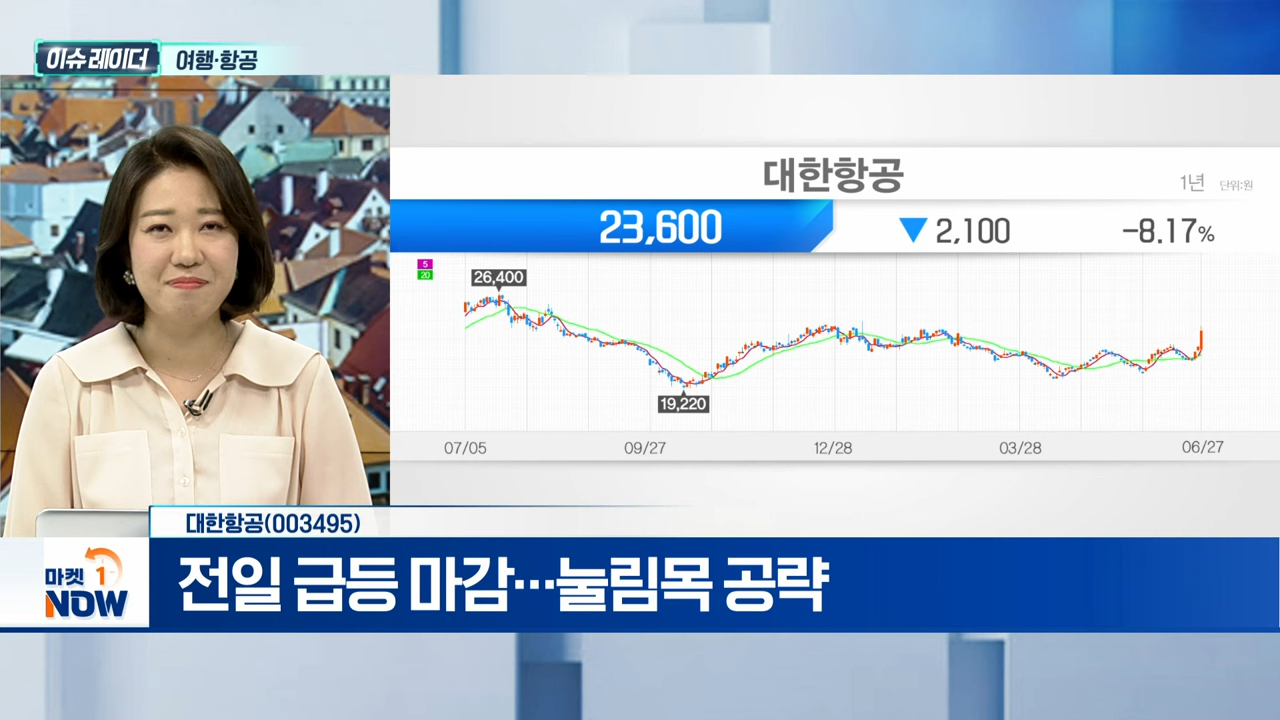 이슈 레이더 여행·항공
대한항공
1년 단위:원
23,600 ▼ 2,100 -8.17%
5
20
26,400
19,220
07/05 09/27 12/28 03/28 06/27
대한항공(003495)
마켓 1
NOW
전일 급등 마감…눌림목 공략